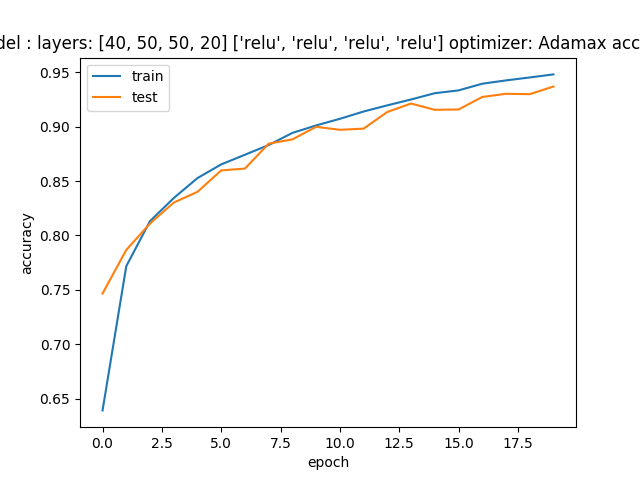 del : layers: [40, 50, 50, 20] ['relu', 'relu', 'relu', 'relu'] optimizer: Adamax acc
train
test
accuracy
0.95
0.90
0.85
0.80
0.75
0.70
0.65
0.0 2.5 5.0 7.5 10.0 12.5 15.0 17.5
epoch